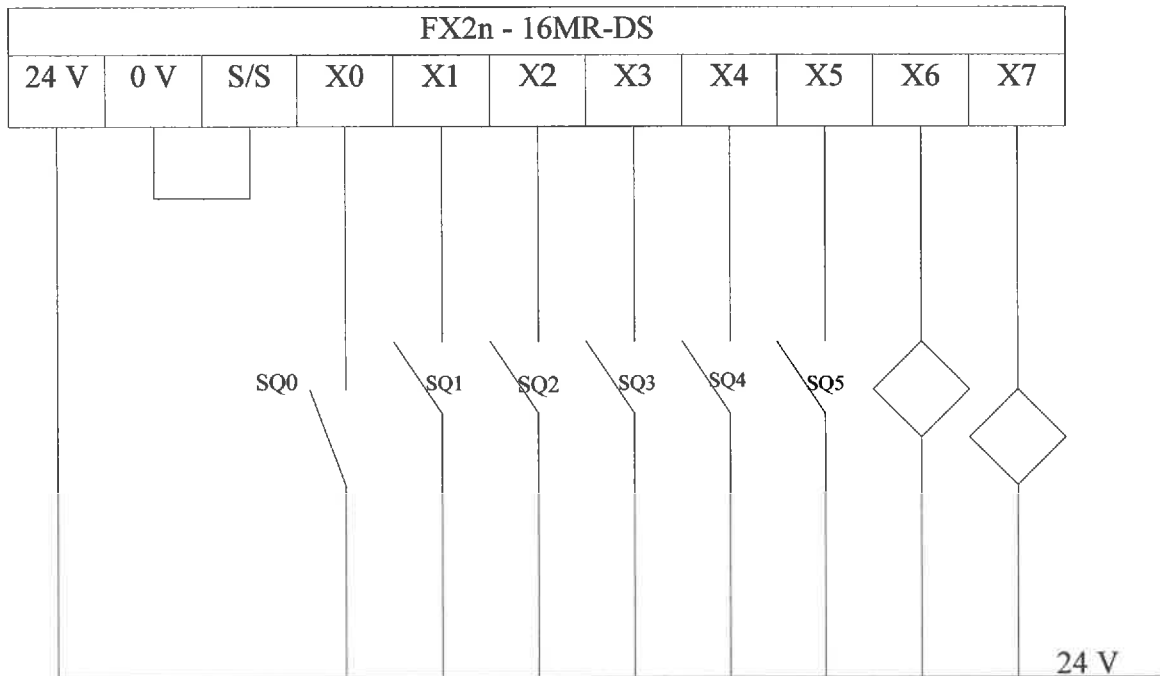 FX2n - 16MR-DS
24 V 0 V S/S X0 X1 X2 X3 X4 X5 X6 X7
SQ0 SQ1 SQ2 SQ3 SQ4 SQ5
24 V